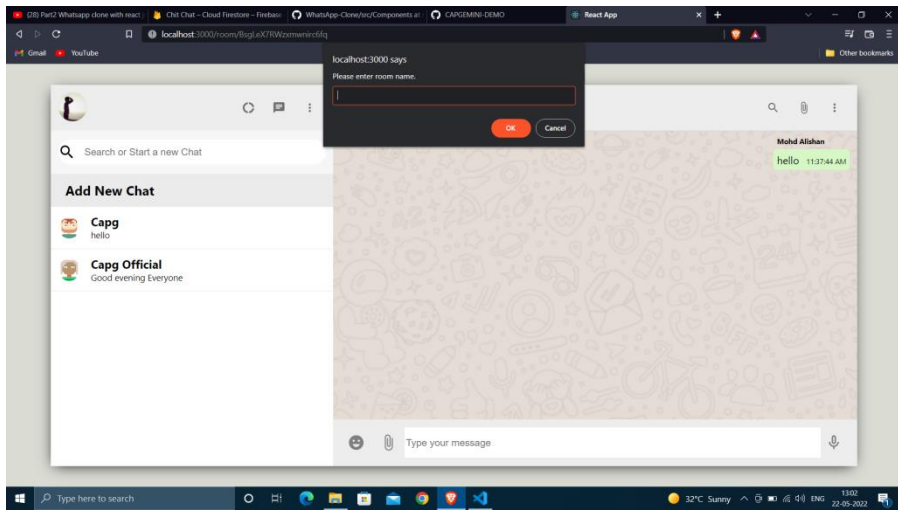 (28) Part2 Whatsapp clone with react
Chit Chat – Cloud Firestore – Firebase
WhatsApp-Clone/src/Components at
CAPGEMINI-DEMO
React App
localhost:3000/room/
Gmail
YouTube
Other bookmarks
localhost:3000 says
Please enter room name.
OK
Cancel
Search or Start a new Chat
Add New Chat
Capg
hello
Capg Official
Good evening Everyone
Mohd Alishan
hello 11:37:44 AM
Type your message
Type here to search
32°C Sunny
ENG
13:02
22-05-2022